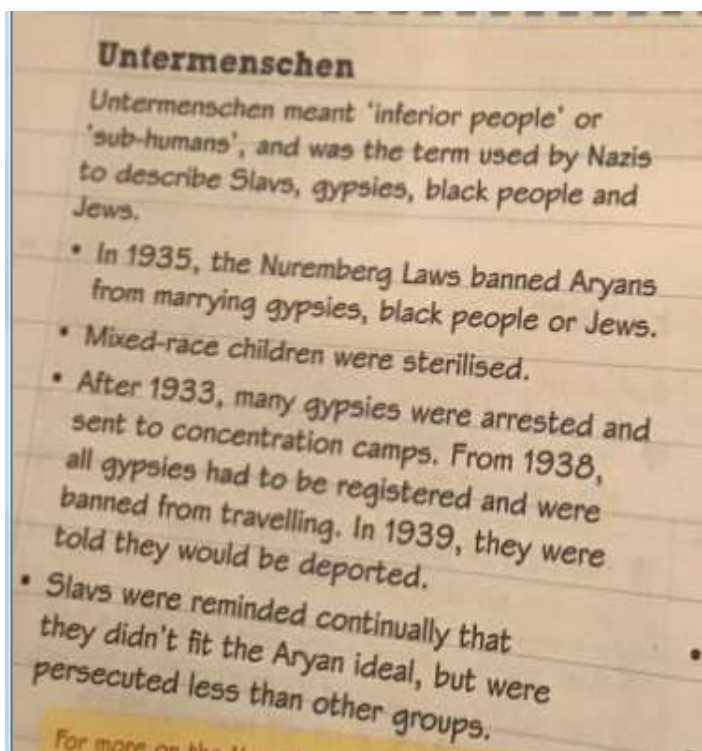 Untermenschen
Untermenschen meant 'inferior people' or
'sub-humans', and was the term used by Nazis
to describe Slavs, gypsies, black people and
Jews.
• In 1935, the Nuremberg Laws banned Aryans
from marrying gypsies, black people or Jews.
• Mixed-race children were sterilised.
• After 1933, many gypsies were arrested and
sent to concentration camps. From 1938,
all gypsies had to be registered and were
banned from travelling. In 1939, they were
told they would be deported.
• Slavs were reminded continually that
they didn't fit the Aryan ideal, but were
persecuted less than other groups.
For more on the